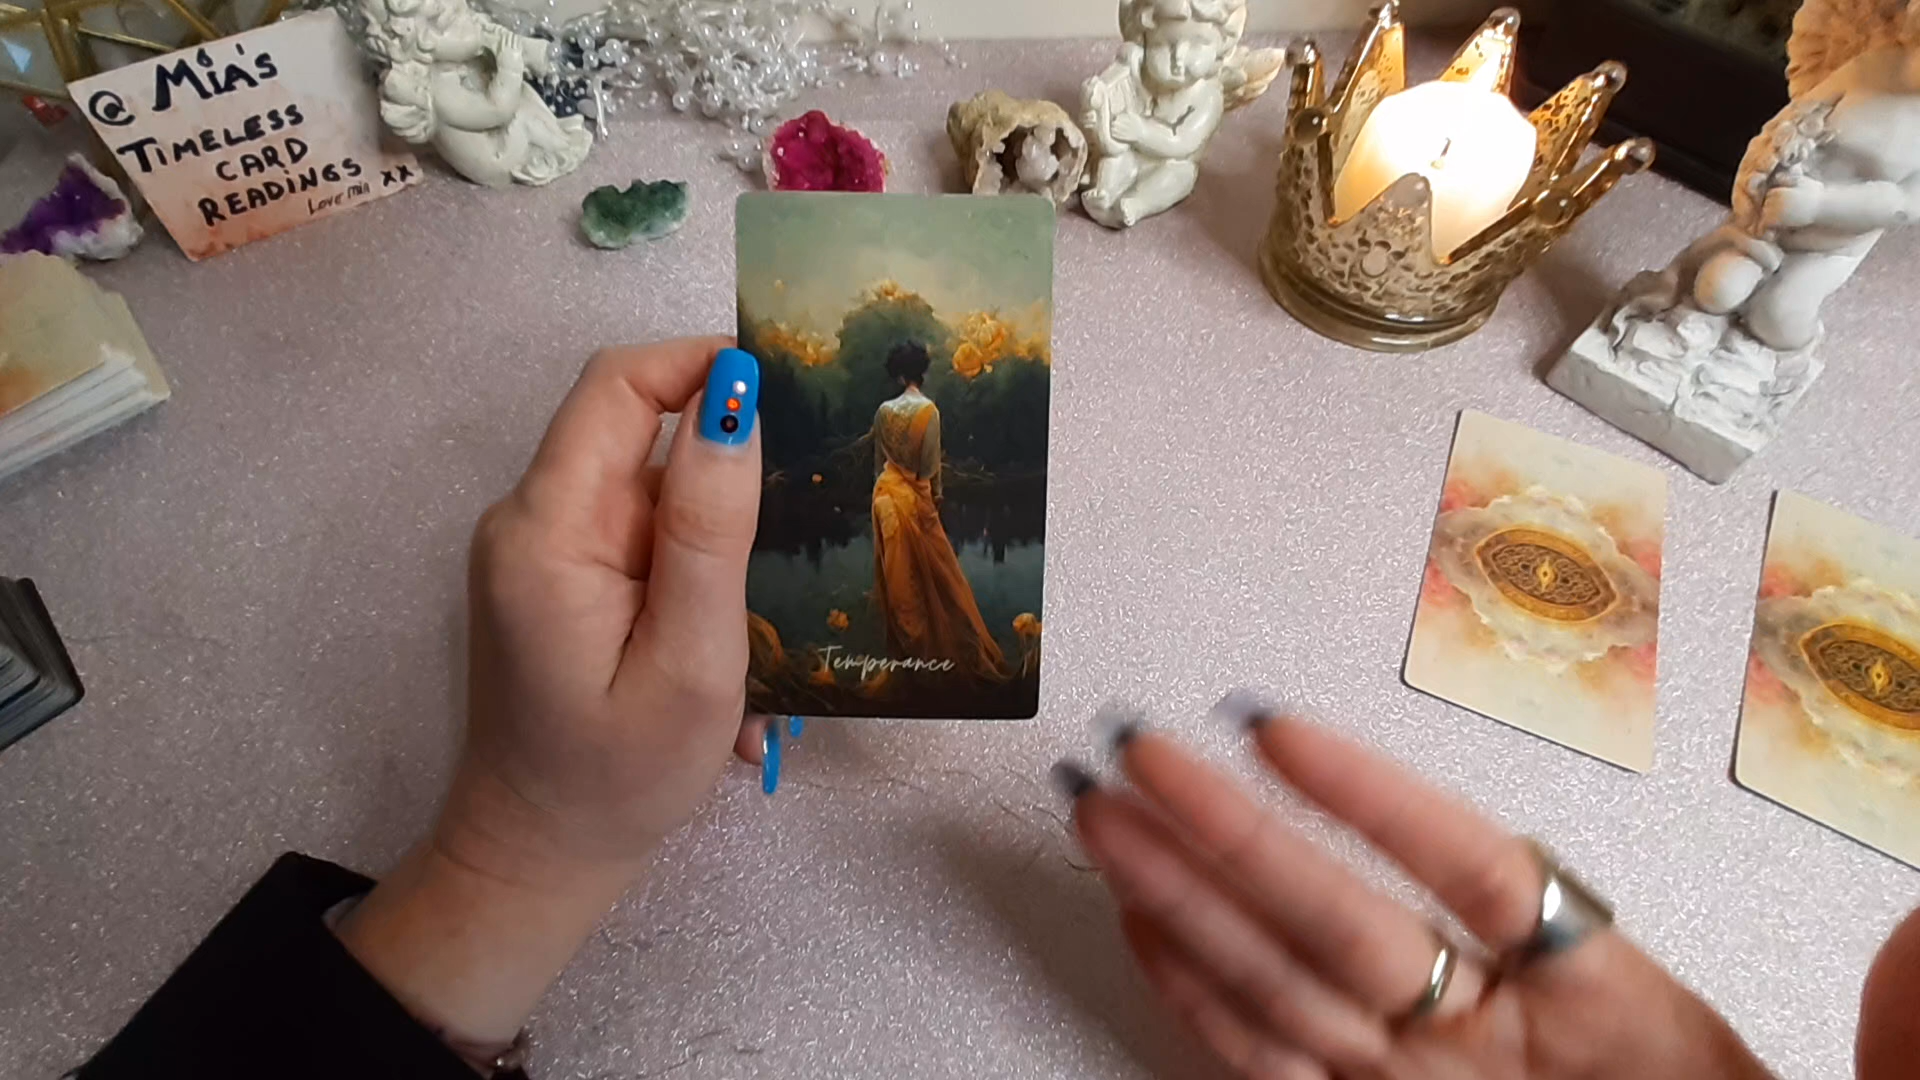 @ MIA'S
TIMELESS
CARD
READINGS
Love Mia xx
Temperance